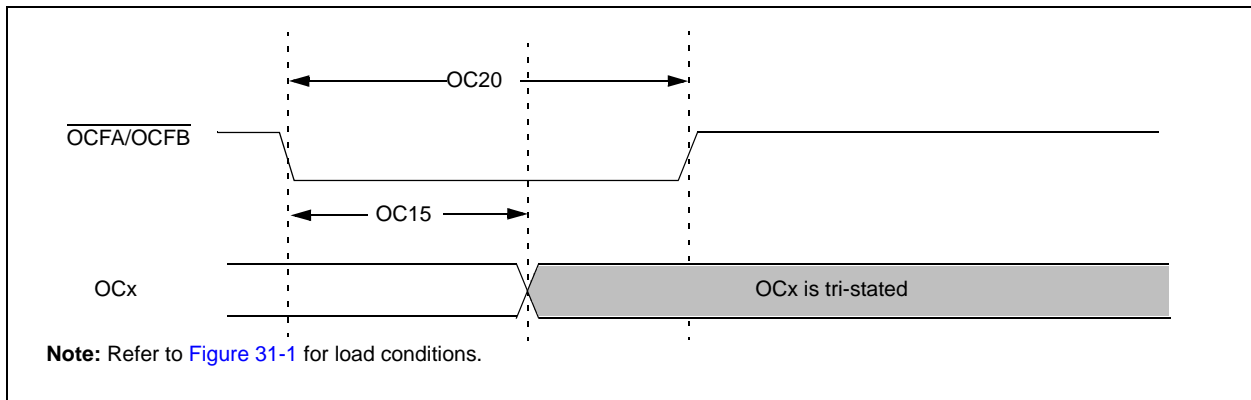 OC20
OCFA/OCFB
OC15
OCx
OCx is tri-stated
Note: Refer to Figure 31-1 for load conditions.